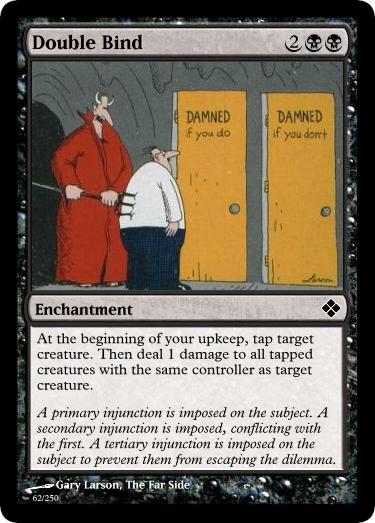 Double Bind 2
DAMNED
if you do
DAMNED
if you don't
Larson
Enchantment
At the beginning of your upkeep, tap target
creature. Then deal 1 damage to all tapped
creatures with the same controller as target
creature.
A primary injunction is imposed on the subject. A
secondary injunction is imposed, conflicting with
the first. A tertiary injunction is imposed on the
subject to prevent them from escaping the dilemma.
Gary Larson, The Far Side
62/250